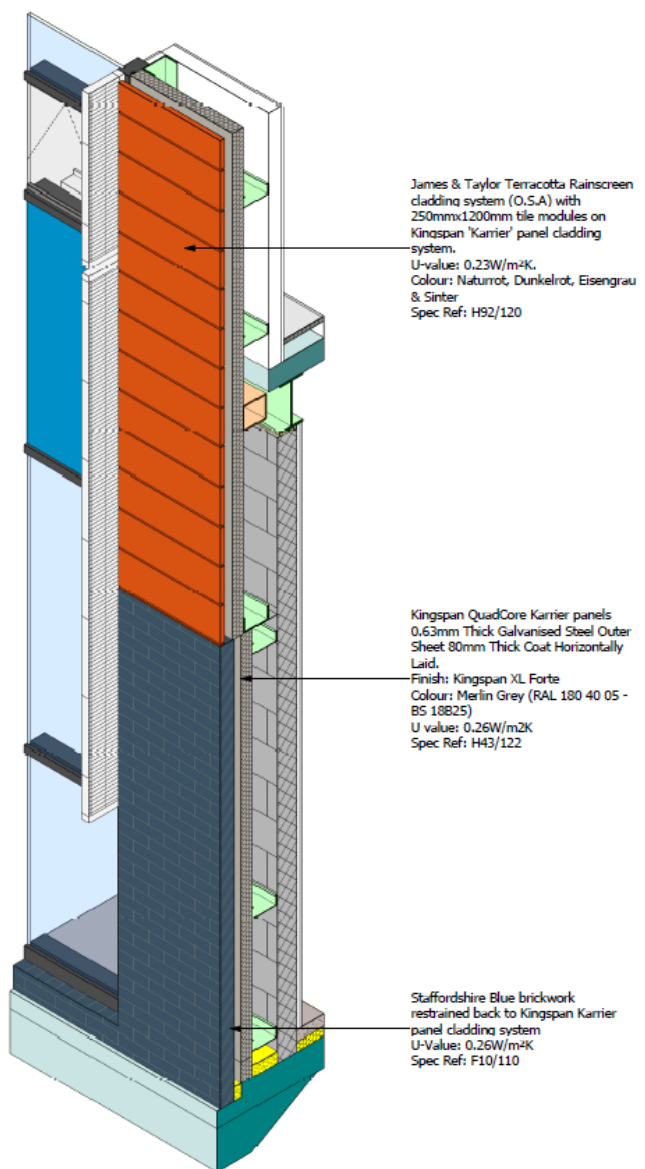 James & Taylor Terracotta Rainscreen
cladding system (O.S.A) with
250mmx1200mm tile modules on
Kingspan 'Karrier' panel cladding
system.
U-value: 0.23W/m²K.
Colour: Naturrot, Dunkelrot, Eisengrau
& Sinter
Spec Ref: H92/120
Kingspan QuadCore Karrier panels
0.63mm Thick Galvanised Steel Outer
Sheet 80mm Thick Coat Horizontally
Laid.
Finish: Kingspan XL Forte
Colour: Merlin Grey (RAL 180 40 05 -
BS 18B25)
U value: 0.26W/m2K
Spec Ref: H43/122
Staffordshire Blue brickwork
restrained back to Kingspan Karrier
panel cladding system
U-Value: 0.26W/m²K
Spec Ref: F10/110